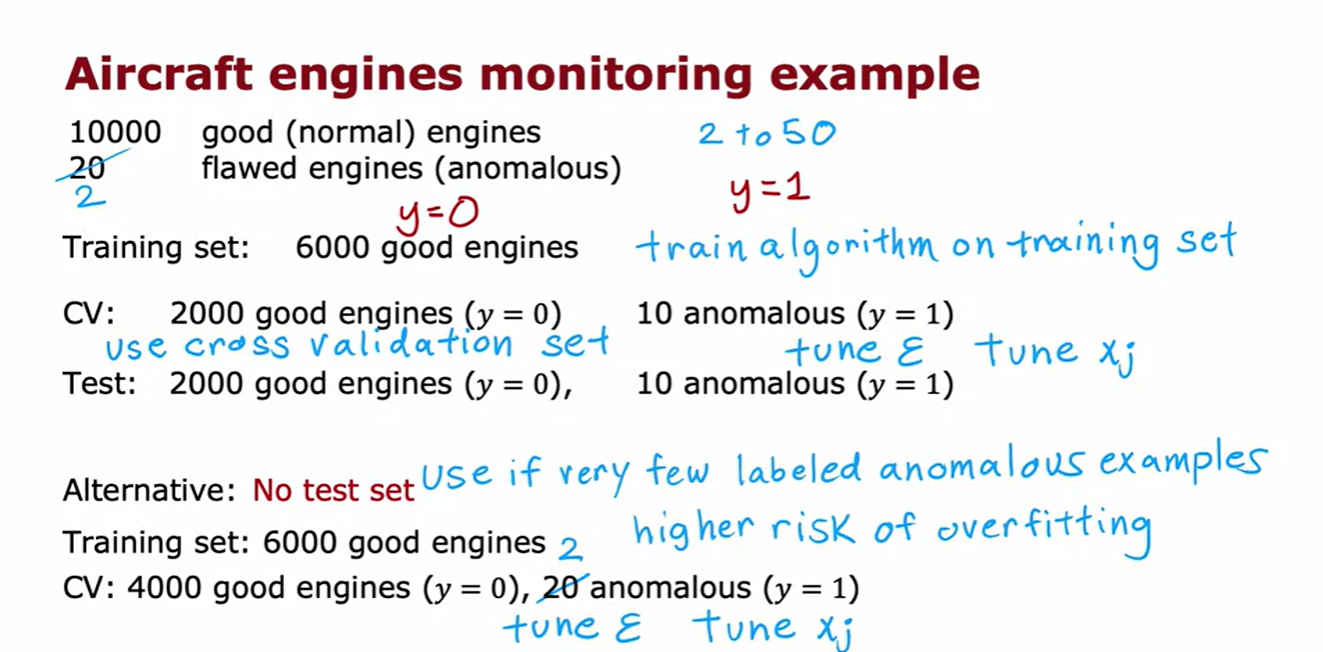 Aircraft engines monitoring example
10000 good (normal) engines 2 to 50
20 flawed engines (anomalous) y=1
2
y=0
Training set: 6000 good engines train algorithm on training set
CV: 2000 good engines (y = 0) 10 anomalous (y = 1)
use cross validation set tune ε tune xj
Test: 2000 good engines (y = 0), 10 anomalous (y = 1)
Alternative: No test set use if very few labeled anomalous examples
higher risk of overfitting
Training set: 6000 good engines 2
CV: 4000 good engines (y = 0), 20 anomalous (y = 1)
tune ε tune xj